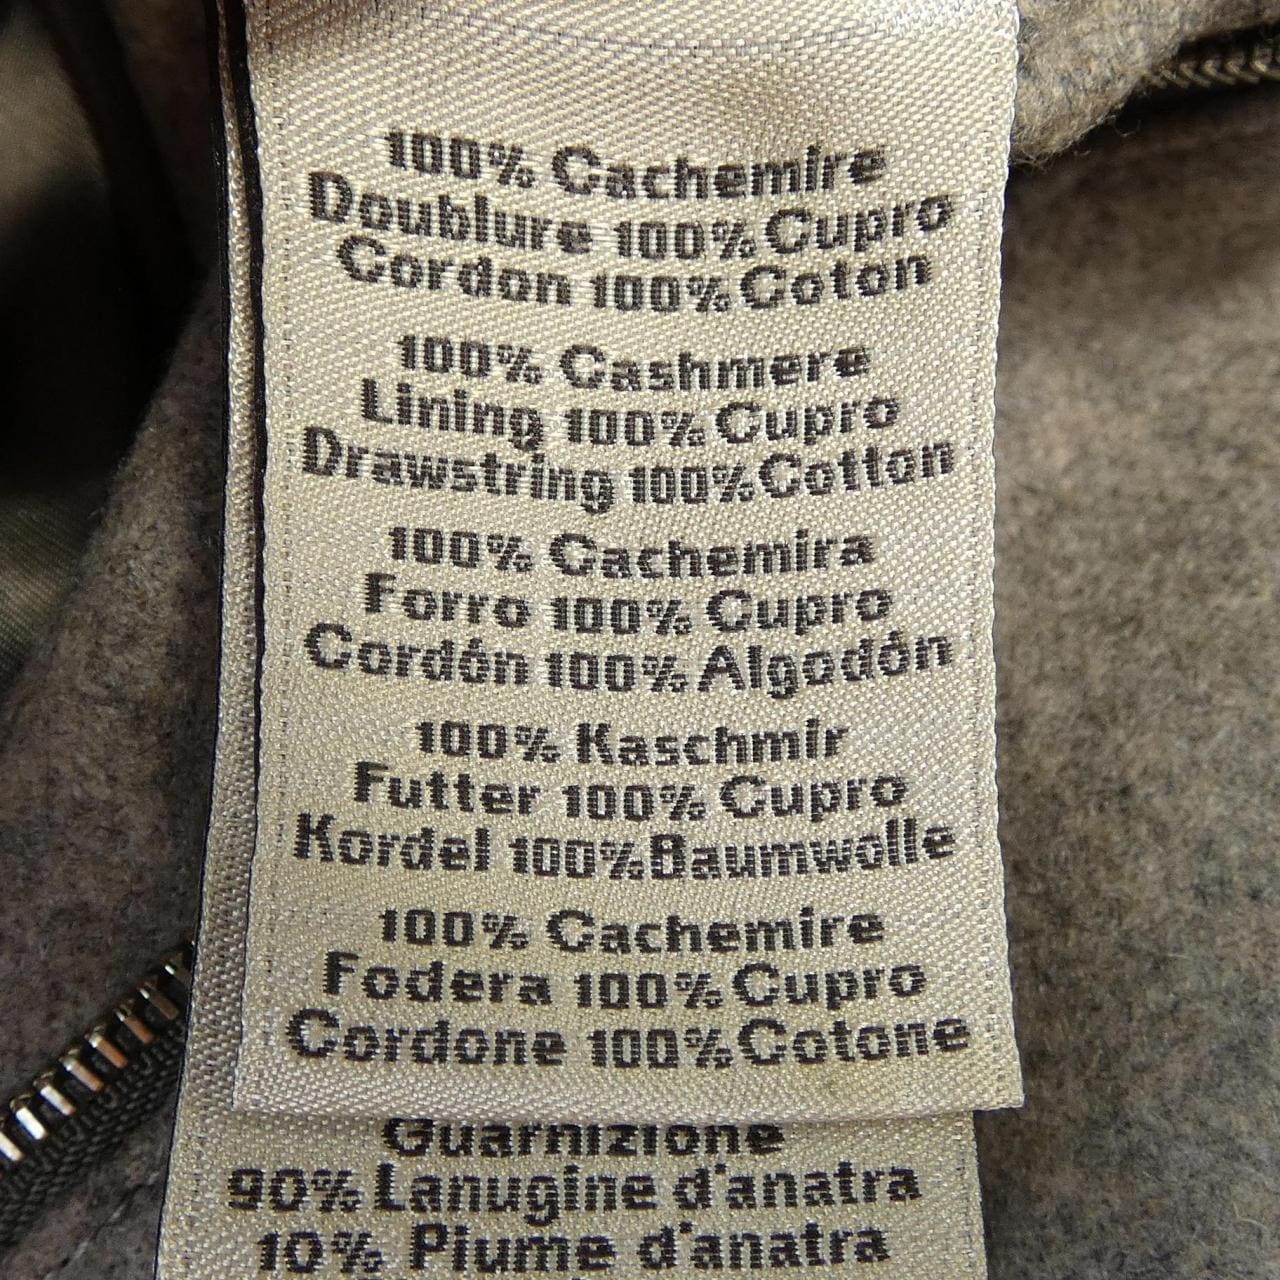 100% Cachemire
Doublure 100% Cupro
Cordon 100% Coton
100% Cashmere
Lining 100% Cupro
Drawstring 100% Cotton
100% Cachemira
Forro 100% Cupro
Cordón 100% Algodón
100% Kaschmir
Futter 100% Cupro
Kordel 100% Baumwolle
100% Cachemire
Fodera 100% Cupro
Cordone 100% Cotone
Guarnizione
90% Lanugine d'anatra
10% Piume d'anatra